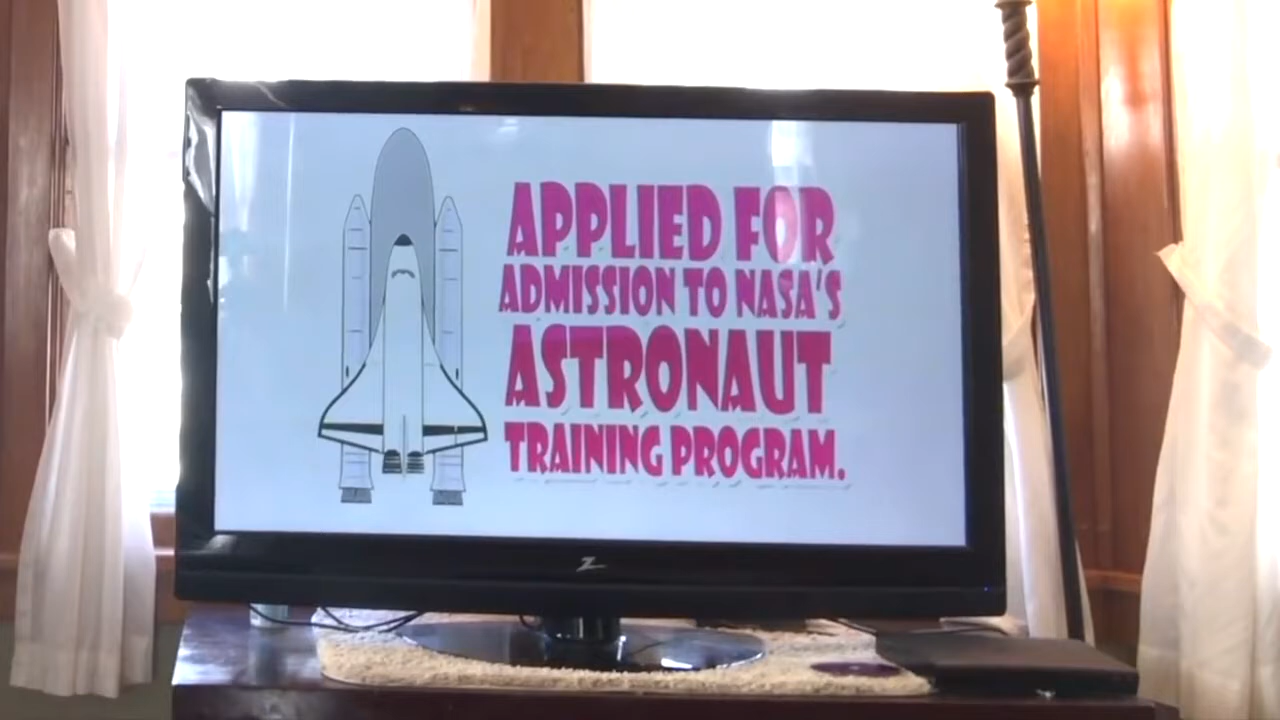 APPLIED FOR
ADMISSION TO NASA'S
ASTRONAUT
TRAINING PROGRAM.